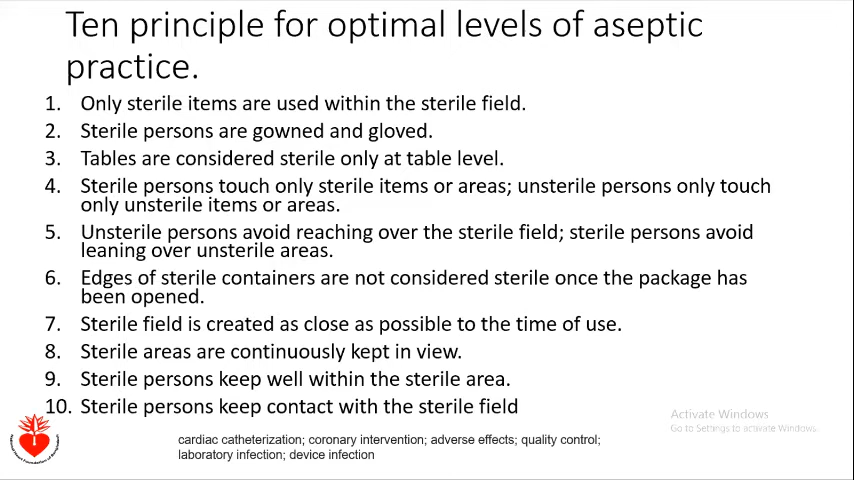 Ten principle for optimal levels of aseptic
practice.
1. Only sterile items are used within the sterile field.
2. Sterile persons are gowned and gloved.
3. Tables are considered sterile only at table level.
4. Sterile persons touch only sterile items or areas; unsterile persons only touch
only unsterile items or areas.
5. Unsterile persons avoid reaching over the sterile field; sterile persons avoid
leaning over unsterile areas.
6. Edges of sterile containers are not considered sterile once the package has
been opened.
7. Sterile field is created as close as possible to the time of use.
8. Sterile areas are continuously kept in view.
9. Sterile persons keep well within the sterile area.
10. Sterile persons keep contact with the sterile field
Activate Windows
Go to Settings to activate Windows.
cardiac catheterization; coronary intervention; adverse effects; quality control;
laboratory infection; device infection